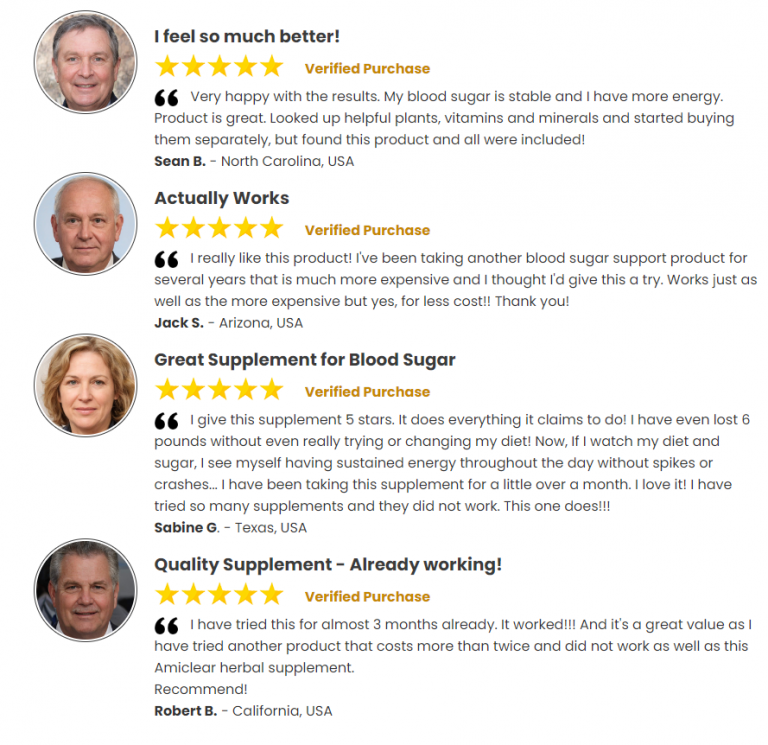 I feel so much better!
Verified Purchase
Very happy with the results. My blood sugar is stable and I have more energy.
Product is great. Looked up helpful plants, vitamins and minerals and started buying
them separately, but found this product and all were included!
Sean B. - North Carolina, USA
Actually Works
Verified Purchase
I really like this product! I've been taking another blood sugar support product for
several years that is much more expensive and I thought I'd give this a try. Works just as
well as the more expensive but yes, for less cost!! Thank you!
Jack S. - Arizona, USA
Great Supplement for Blood Sugar
Verified Purchase
I give this supplement 5 stars. It does everything it claims to do! I have even lost 6
pounds without even really trying or changing my diet! Now, If I watch my diet and
sugar, I see myself having sustained energy throughout the day without spikes or
crashes... I have been taking this supplement for a little over a month. I love it! I have
tried so many supplements and they did not work. This one does!!!
Sabine G. - Texas, USA
Quality Supplement - Already working!
Verified Purchase
I have tried this for almost 3 months already. It worked!!! And it's a great value as I
have tried another product that costs more than twice and did not work as well as this
Amiclear herbal supplement.
Recommend!
Robert B. - California, USA